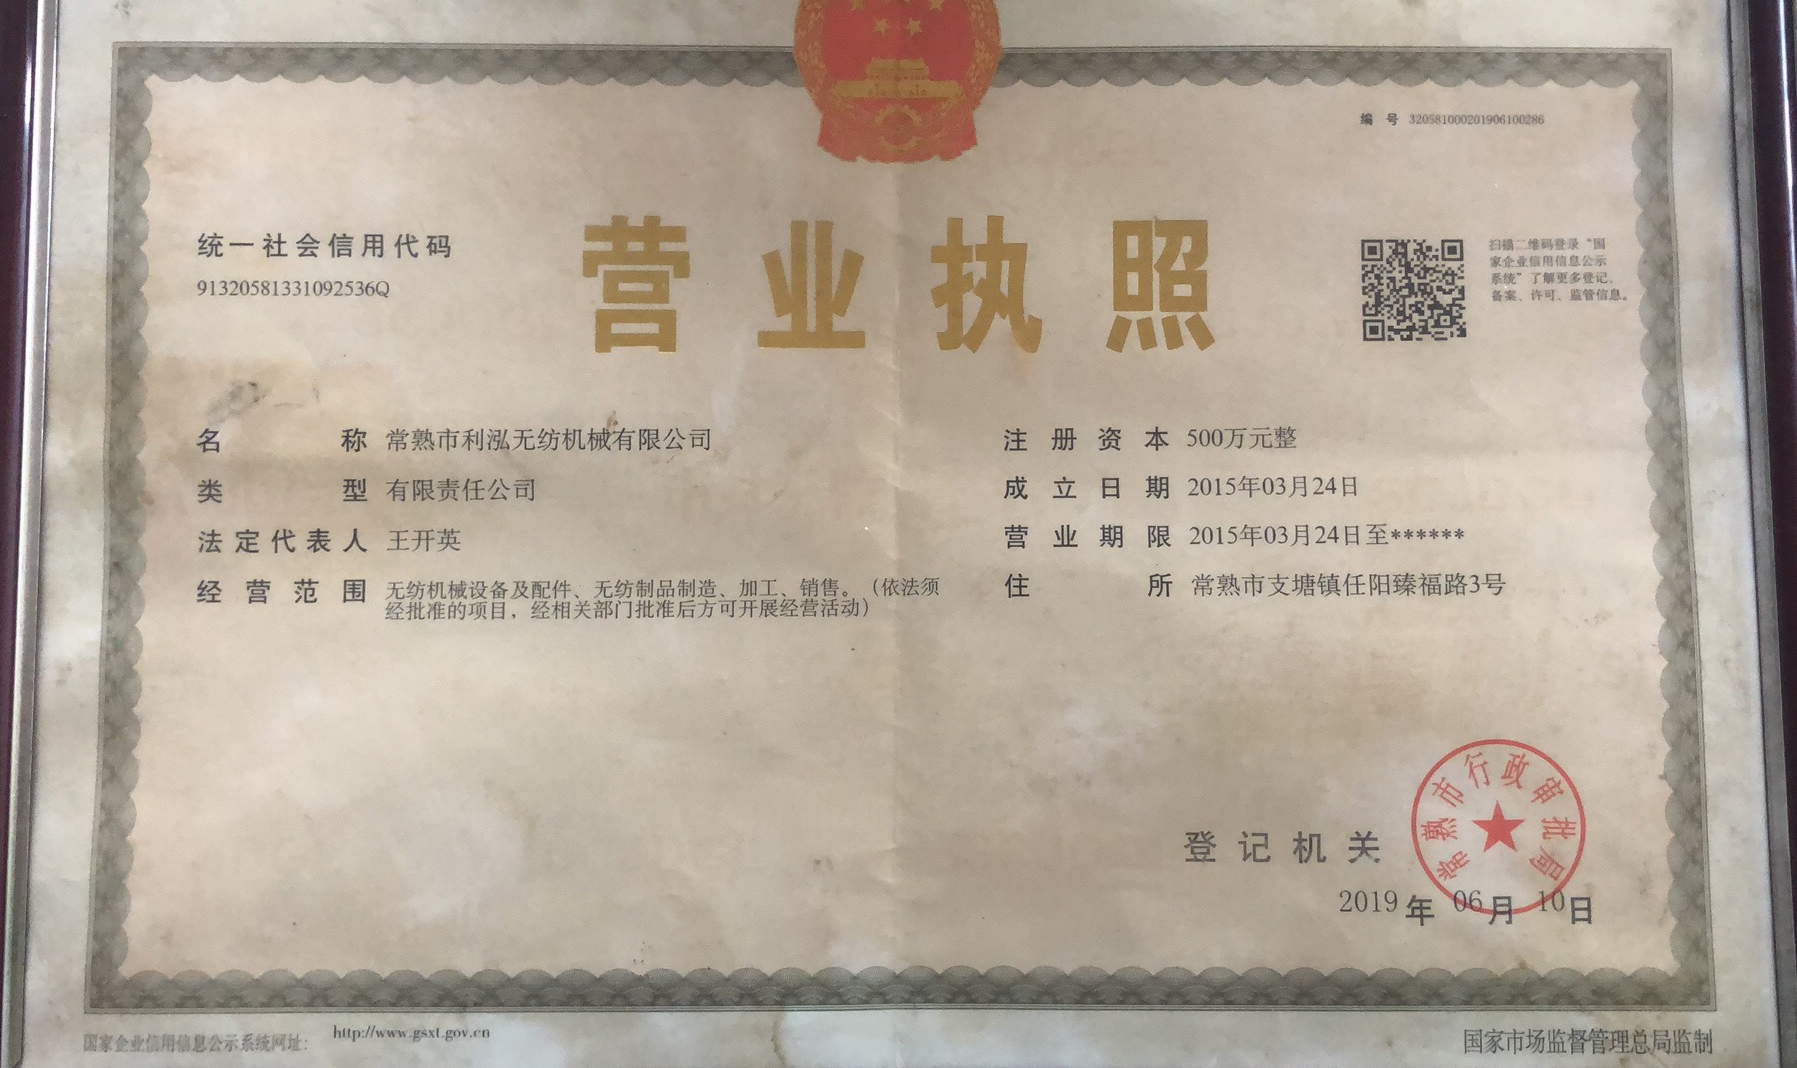 编 号 320581000201906100286
统一社会信用代码
91320581331092536Q
营业执照
扫描二维码登录“国
家企业信用信息公示
系统”了解更多登记、
备案、许可、监管信息。
名 称 常熟市利泓无纺机械有限公司
类 型 有限责任公司
法定代表人 王开英
经营范围 无纺机械设备及配件、无纺制品制造、加工、销售。（依法须
经批准的项目，经相关部门批准后方可开展经营活动）
注册资本 500万元整
成立日期 2015年03月24日
营业期限 2015年03月24日至******
住 所 常熟市支塘镇任阳臻福路3号
登记机关
常熟市行政审批局
2019年06月10日
国家企业信用信息公示系统网址： http://www.gsxt.gov.cn
国家市场监督管理总局监制